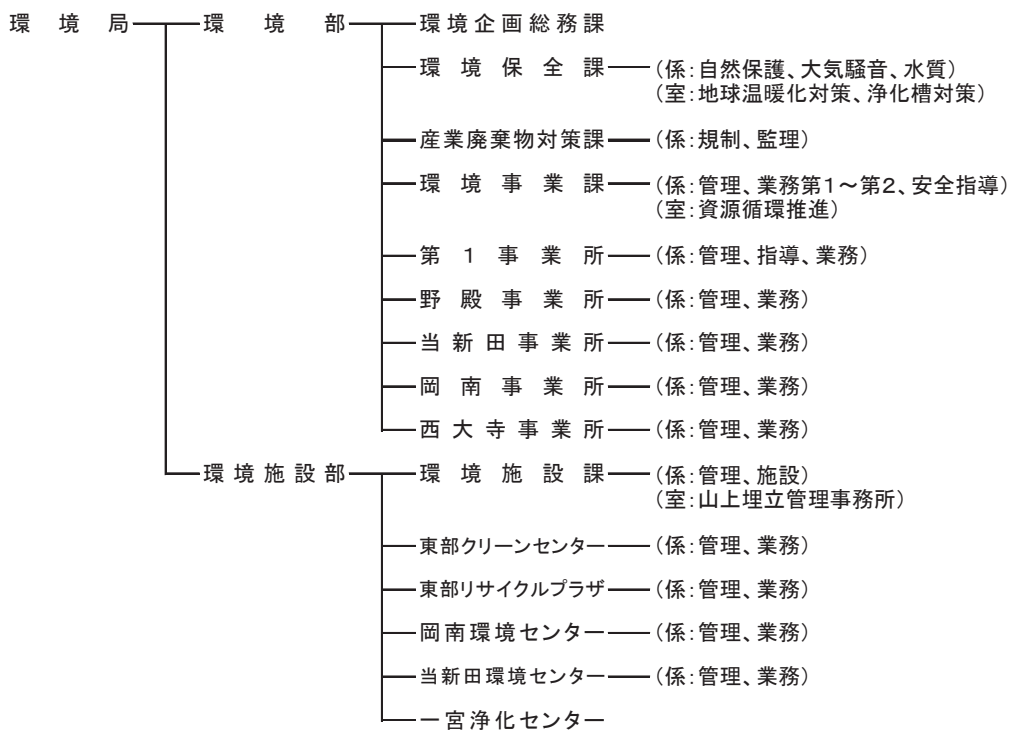 環境局 環境部 環境企画総務課
環境保全課 （係：自然保護、大気騒音、水質）
（室：地球温暖化対策、浄化槽対策）
産業廃棄物対策課 （係：規制、監理）
環境事業課 （係：管理、業務第1～第2、安全指導）
（室：資源循環推進）
第1事業所 （係：管理、指導、業務）
野殿事業所 （係：管理、業務）
当新田事業所 （係：管理、業務）
岡南事業所 （係：管理、業務）
西大寺事業所 （係：管理、業務）
環境施設部 環境施設課 （係：管理、施設）
（室：山上埋立管理事務所）
東部クリーンセンター （係：管理、業務）
東部リサイクルプラザ （係：管理、業務）
岡南環境センター （係：管理、業務）
当新田環境センター （係：管理、業務）
一宮浄化センター